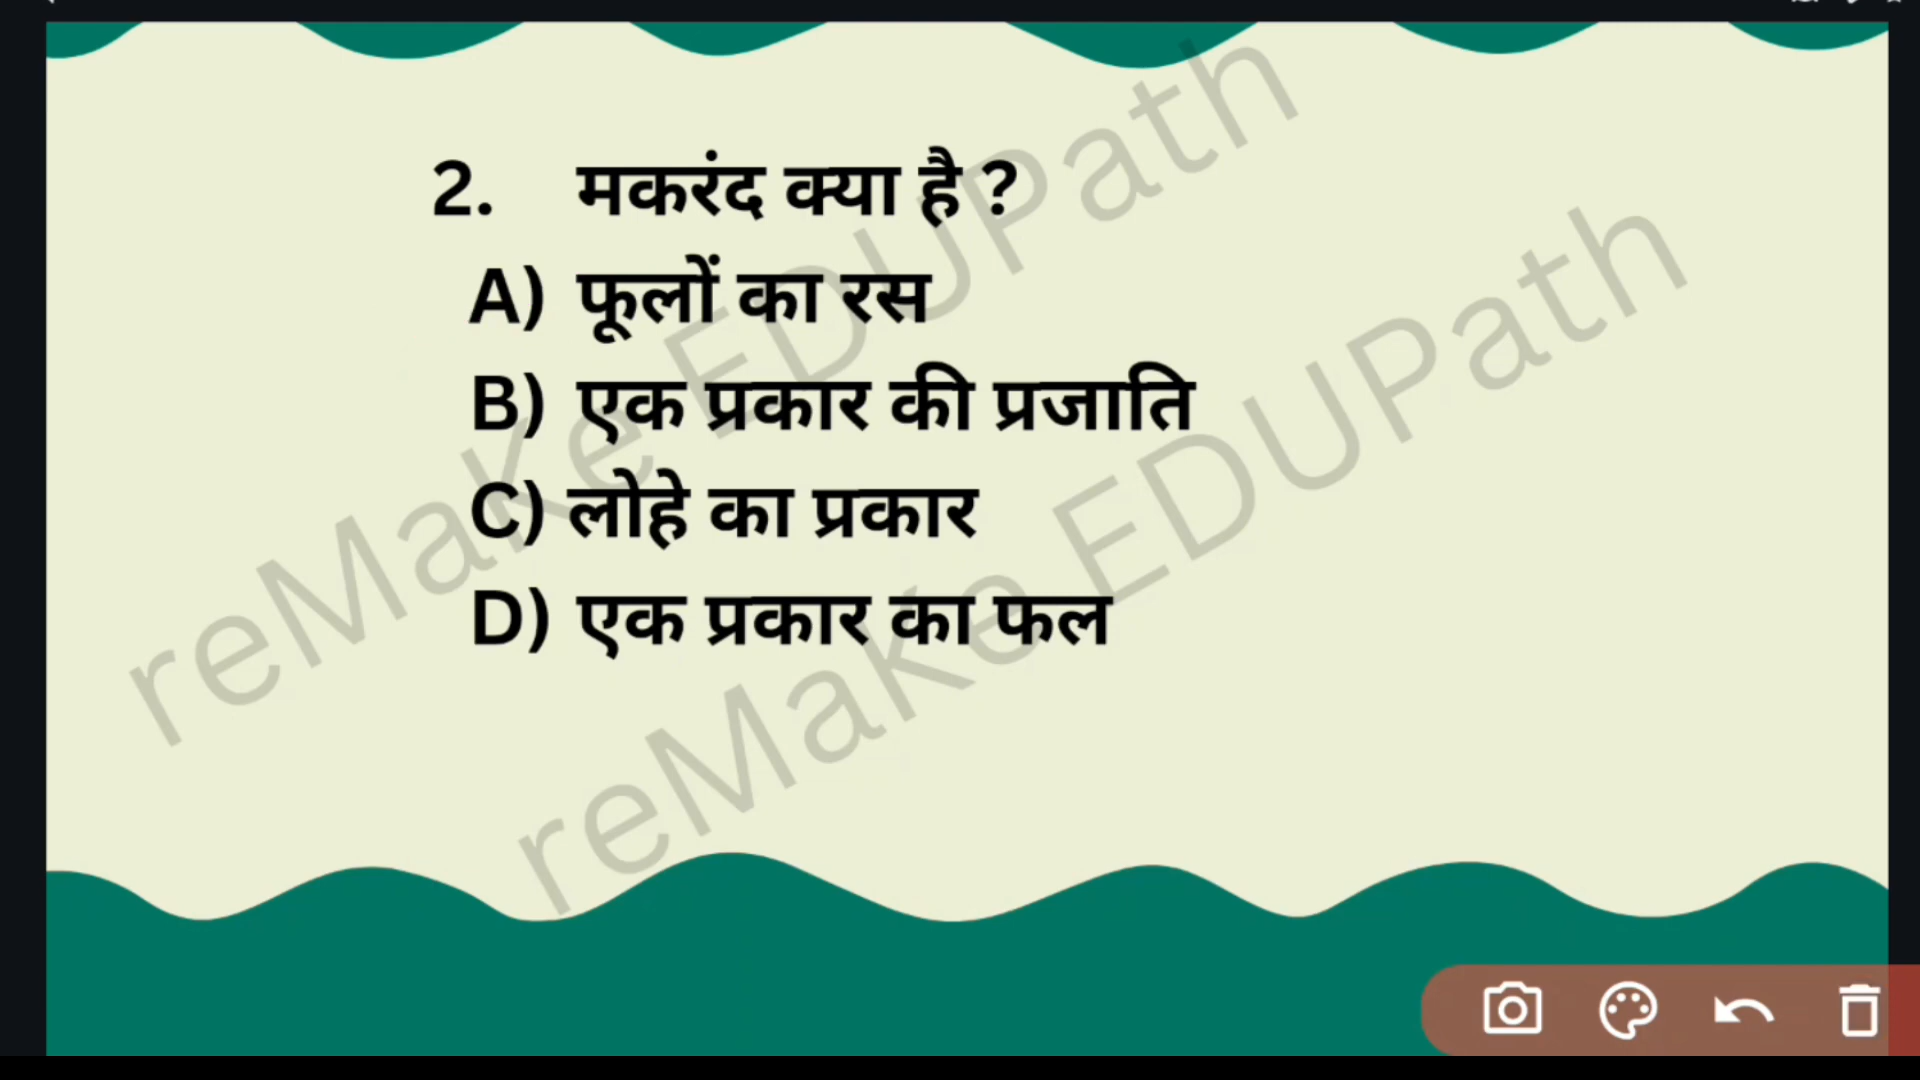 2. मकरंद क्या है ?
A) फूलों का रस
B) एक प्रकार की प्रजाति
C) लोहे का प्रकार
D) एक प्रकार का फल
reMaKe EDUPath
reMaKe EDUPath